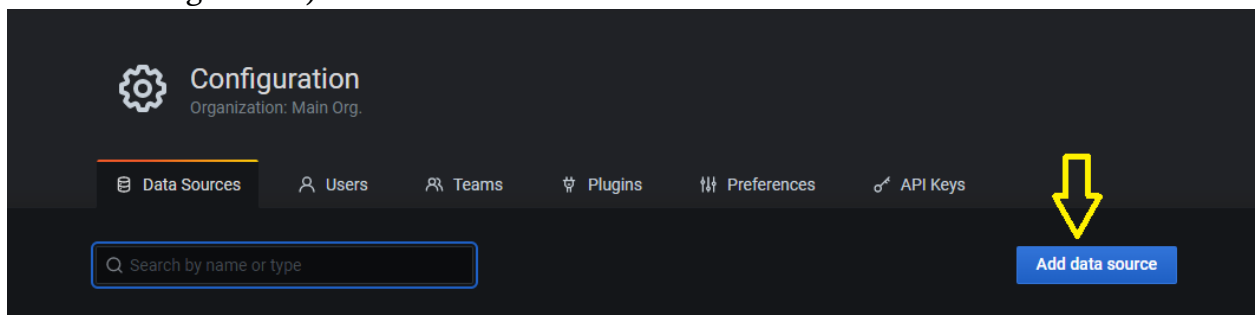 Configuration
Organization: Main Org.
Data Sources Users Teams Plugins Preferences API Keys
Search by name or type
Add data source